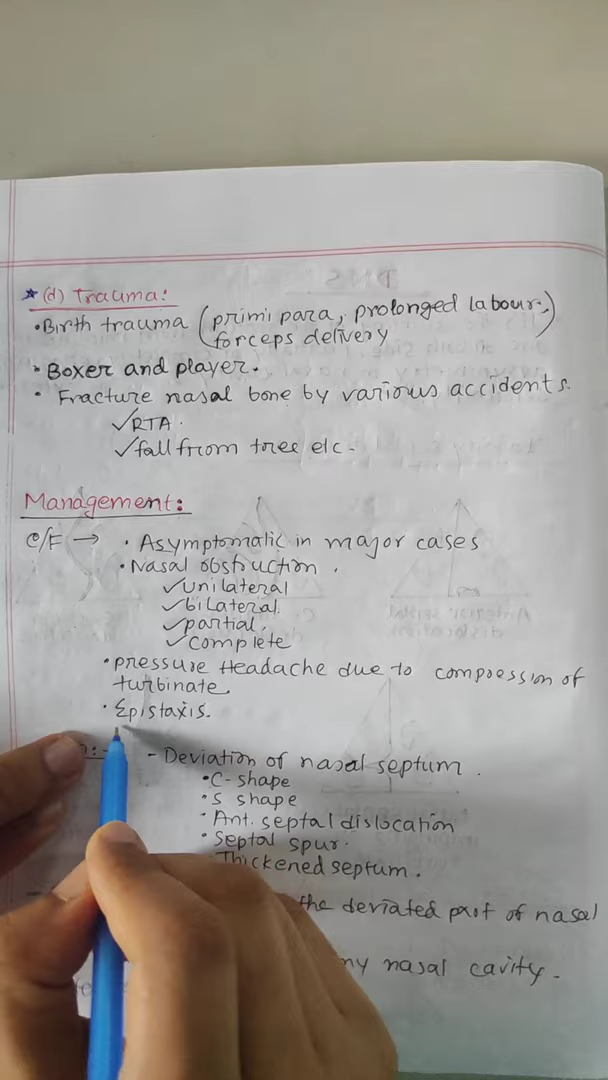 ★ (d) Trauma:
• Birth trauma (primi para, prolonged labour,
forceps delivery)
• Boxer and player.
• Fracture nasal bone by various accidents.
✓RTA.
✓fall from tree etc.
Management:
C/F → • Asymptomatic in major cases
• Nasal obstruction.
✓unilateral
✓bilateral.
✓partial.
✓complete
• pressure Headache due to compression of
turbinate
• Epistaxis.
- Deviation of nasal septum.
• C-shape
• S shape
• Ant. septal dislocation
• Septal spur.
Thickened septum.
the deviated part of nasal
nasal cavity.